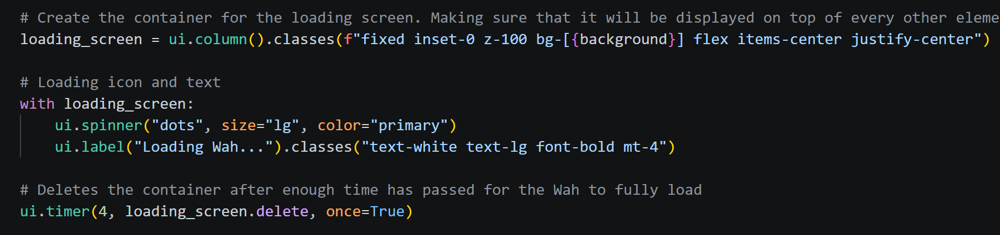 # Create the container for the loading screen. Making sure that it will be displayed on top of every other eleme
loading_screen = ui.column().classes(f"fixed inset-0 z-100 bg-[{background}] flex items-center justify-center")
# Loading icon and text
with loading_screen:
ui.spinner("dots", size="lg", color="primary")
ui.label("Loading Wah...").classes("text-white text-lg font-bold mt-4")
# Deletes the container after enough time has passed for the Wah to fully load
ui.timer(4, loading_screen.delete, once=True)